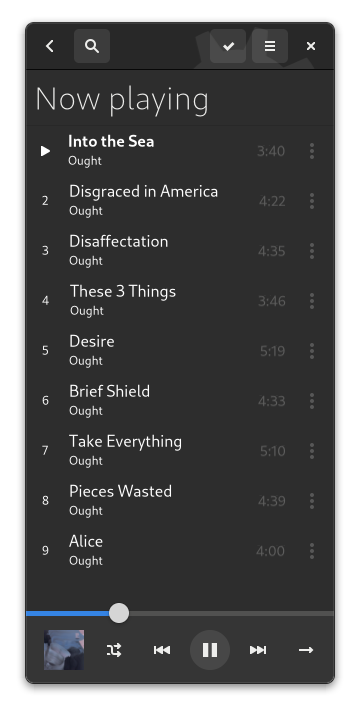 Now playing
Into the Sea 3:40
Ought
2 Disgraced in America 4:22
Ought
3 Disaffectation 4:35
Ought
4 These 3 Things 3:46
Ought
5 Desire 5:19
Ought
6 Brief Shield 4:33
Ought
7 Take Everything 5:10
Ought
8 Pieces Wasted 4:39
Ought
9 Alice 4:00
Ought